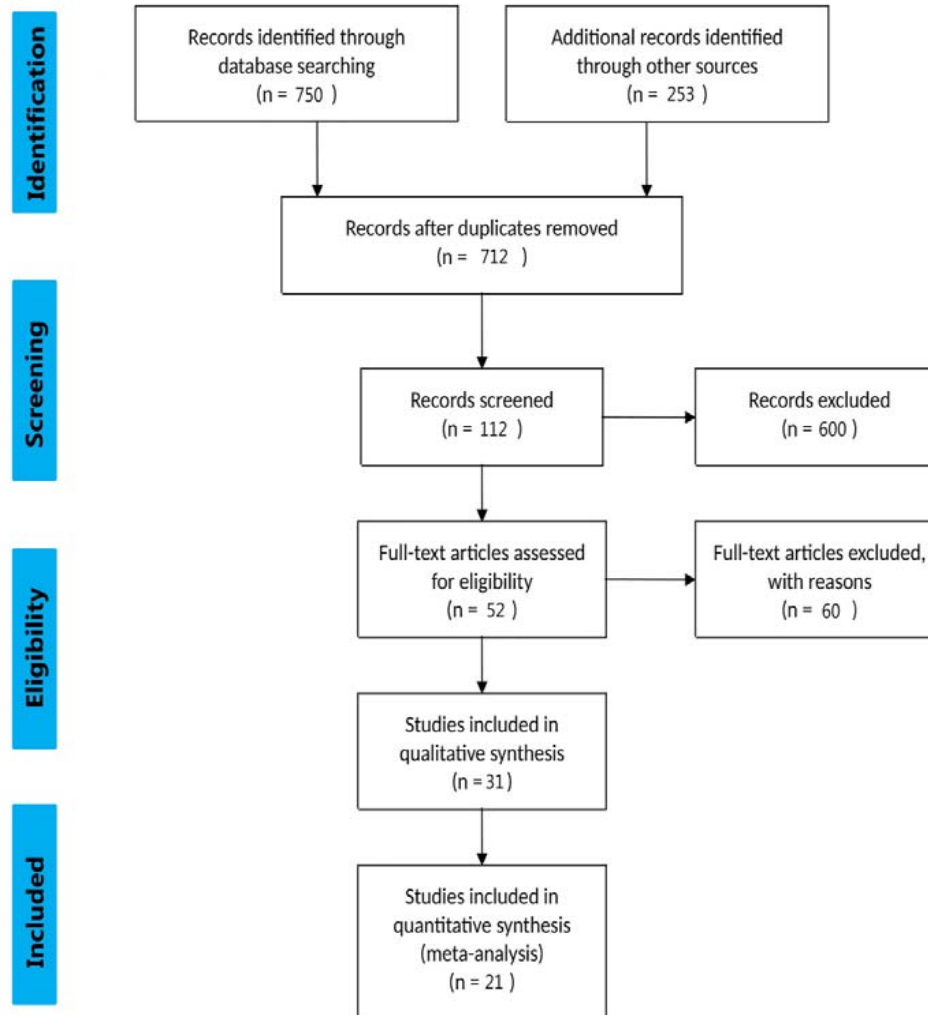 Identification
Records identified through
database searching
(n = 750 )
Additional records identified
through other sources
(n = 253 )
Records after duplicates removed
(n = 712 )
Screening
Records screened
(n = 112 )
Records excluded
(n = 600 )
Eligibility
Full-text articles assessed
for eligibility
(n = 52 )
Full-text articles excluded,
with reasons
(n = 60 )
Studies included in
qualitative synthesis
(n = 31)
Included
Studies included in
quantitative synthesis
(meta-analysis)
(n = 21 )